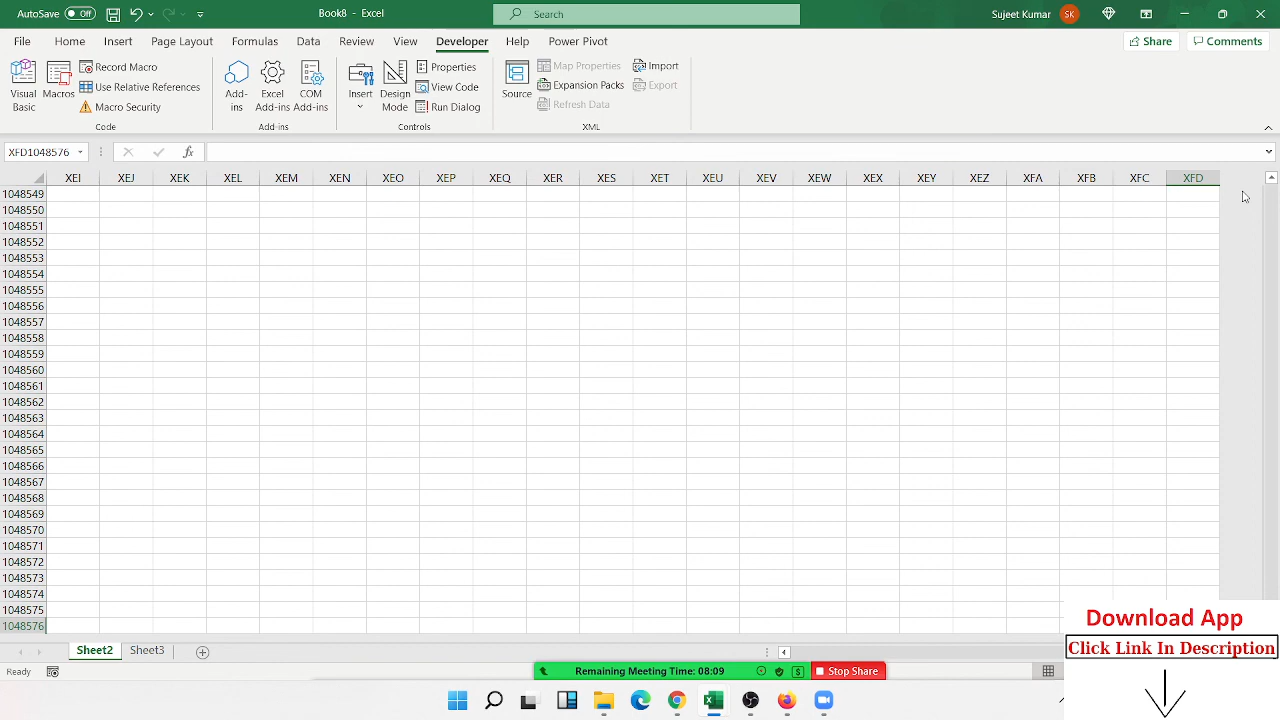 AutoSave Off Book8 - Excel Search Sujeet Kumar SK
File Home Insert Page Layout Formulas Data Review View Developer Help Power Pivot Share Comments
Visual Basic Macros Record Macro Use Relative References Macro Security Code
Add-ins Excel Add-ins COM Add-ins Add-ins
Insert Design Mode Properties View Code Run Dialog Controls
Source Map Properties Expansion Packs Refresh Data Import Export XML
XFD1048576 fx
XEI XEJ XEK XEL XEM XEN XEO XEP XEQ XER XES XET XEU XEV XEW XEX XEY XEZ XFA XFB XFC XFD
1048549
1048550
1048551
1048552
1048553
1048554
1048555
1048556
1048557
1048558
1048559
1048560
1048561
1048562
1048563
1048564
1048565
1048566
1048567
1048568
1048569
1048570
1048571
1048572
1048573
1048574
1048575
1048576
Sheet2 Sheet3
Ready
Remaining Meeting Time: 08:09 Stop Share
Download App
Click Link In Description